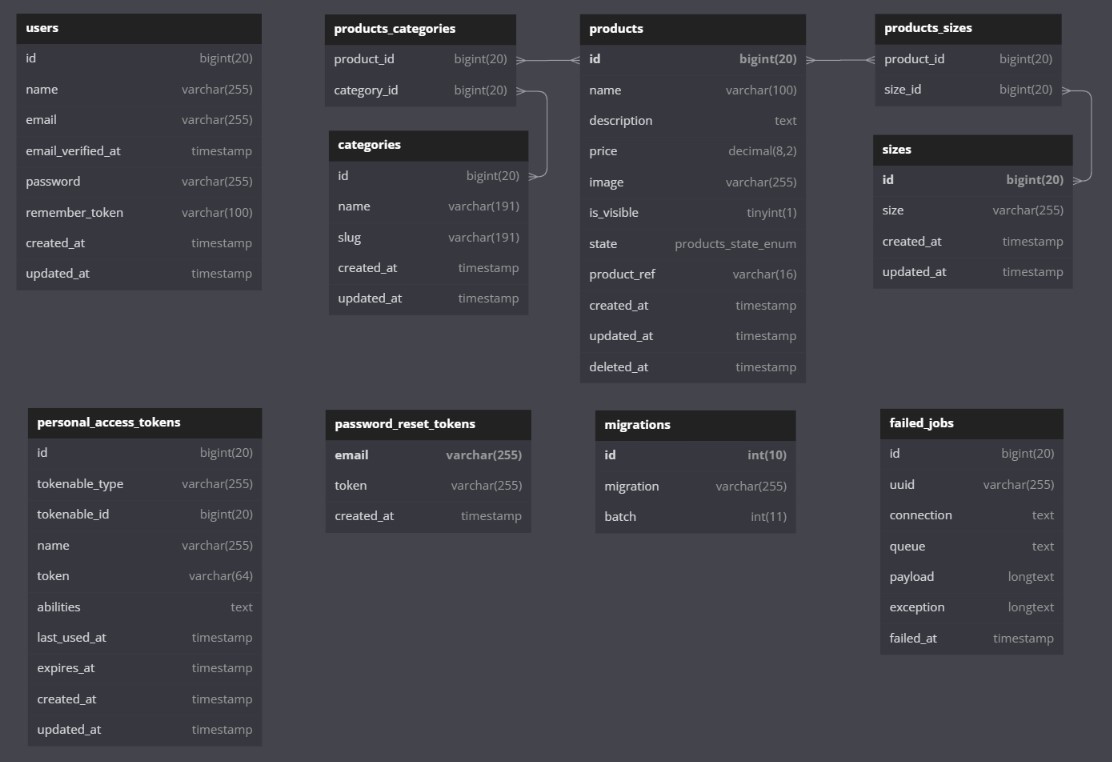 users
id bigint(20)
name varchar(255)
email varchar(255)
email_verified_at timestamp
password varchar(255)
remember_token varchar(100)
created_at timestamp
updated_at timestamp
products_categories
product_id bigint(20)
category_id bigint(20)
categories
id bigint(20)
name varchar(191)
slug varchar(191)
created_at timestamp
updated_at timestamp
products
id bigint(20)
name varchar(100)
description text
price decimal(8,2)
image varchar(255)
is_visible tinyint(1)
state products_state_enum
product_ref varchar(16)
created_at timestamp
updated_at timestamp
deleted_at timestamp
products_sizes
product_id bigint(20)
size_id bigint(20)
sizes
id bigint(20)
size varchar(255)
created_at timestamp
updated_at timestamp
personal_access_tokens
id bigint(20)
tokenable_type varchar(255)
tokenable_id bigint(20)
name varchar(255)
token varchar(64)
abilities text
last_used_at timestamp
expires_at timestamp
created_at timestamp
updated_at timestamp
password_reset_tokens
email varchar(255)
token varchar(255)
created_at timestamp
migrations
id int(10)
migration varchar(255)
batch int(11)
failed_jobs
id bigint(20)
uuid varchar(255)
connection text
queue text
payload longtext
exception longtext
failed_at timestamp